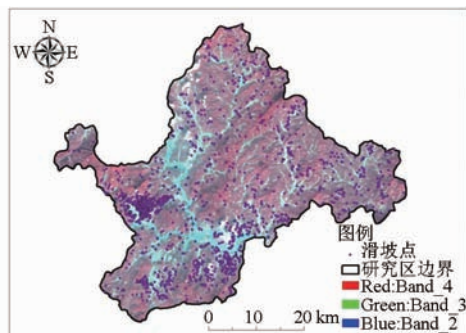 N
W E
S
图例
滑坡点
研究区边界
Red:Band_4
Green:Band_3
Blue:Band_2
0 10 20 km